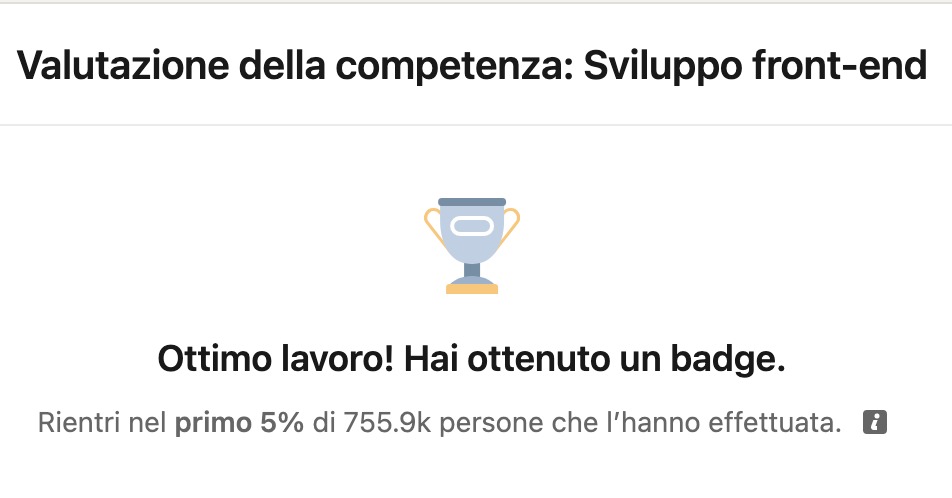 Valutazione della competenza: Sviluppo front-end
Ottimo lavoro! Hai ottenuto un badge.
Rientri nel primo 5% di 755.9k persone che l’hanno effettuata. i